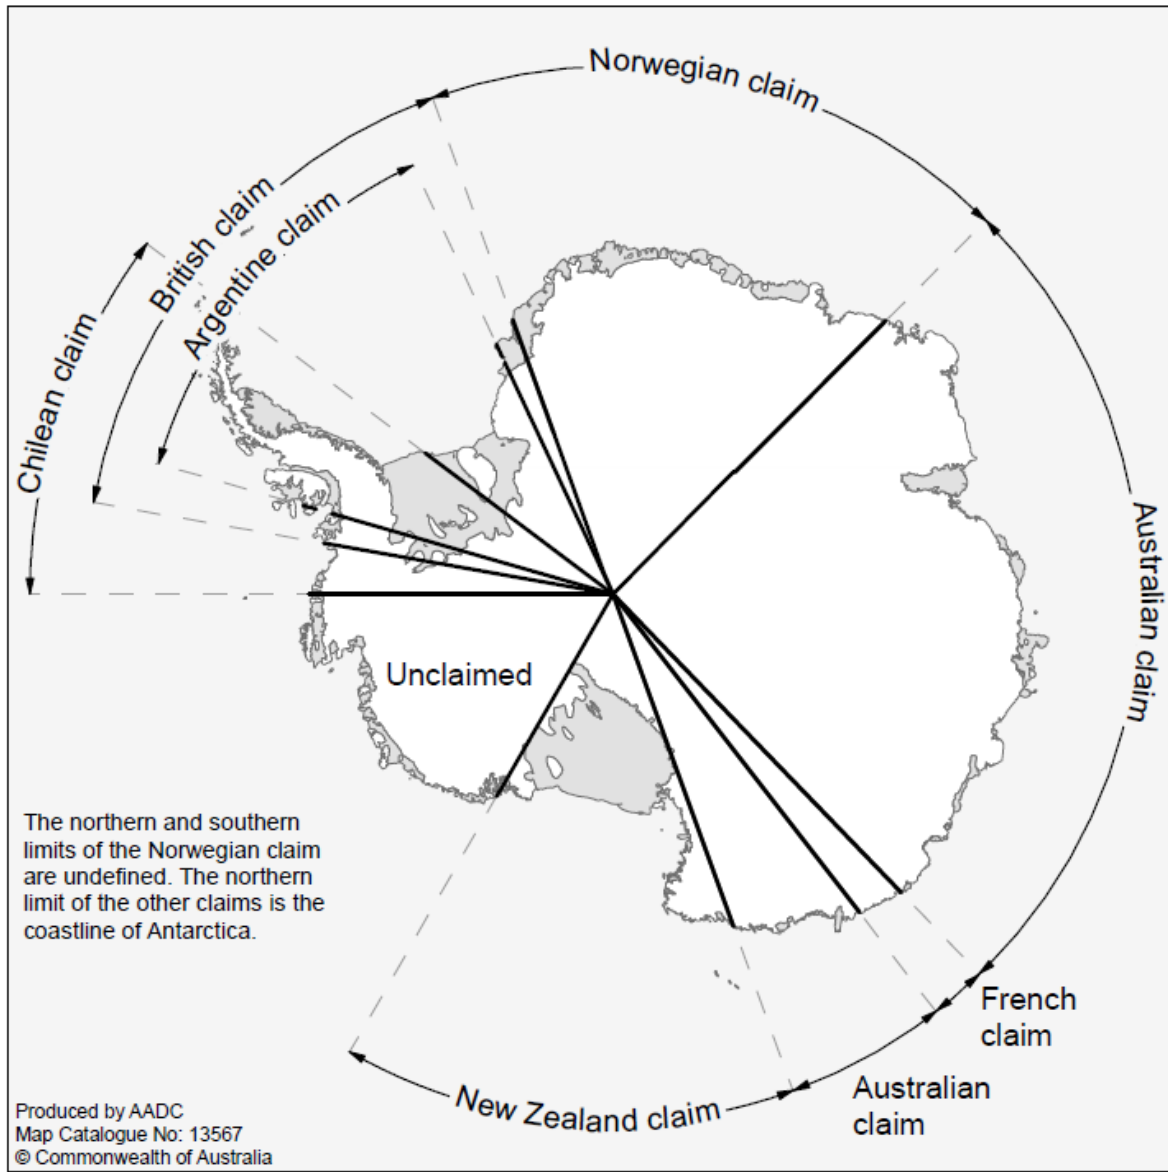 Norwegian claim
British claim
Argentine claim
Chilean claim
Australian claim
Unclaimed
The northern and southern
limits of the Norwegian claim
are undefined. The northern
limit of the other claims is the
coastline of Antarctica.
French
claim
Australian
claim
New Zealand claim
Produced by AADC
Map Catalogue No: 13567
© Commonwealth of Australia